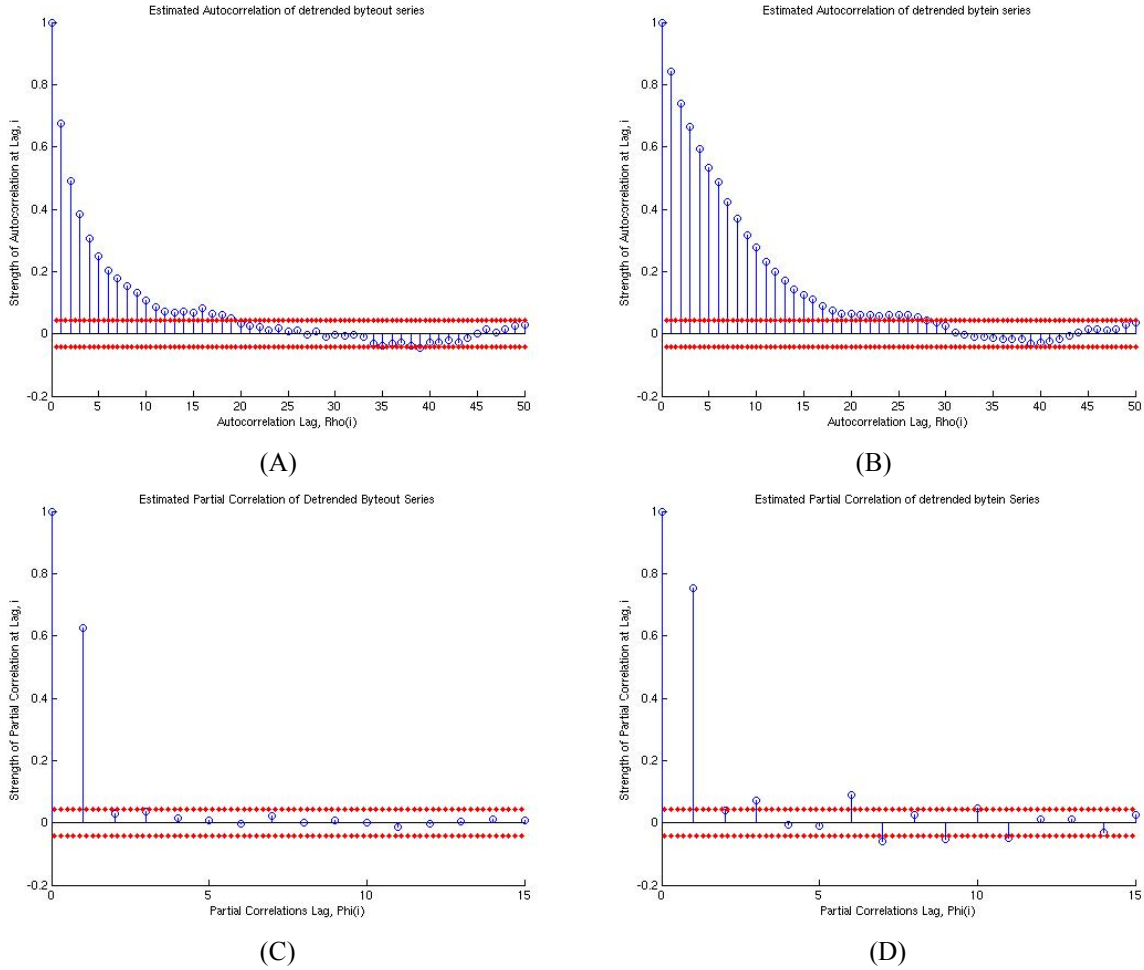 Estimated Autocorrelation of detrended byteout series
Strength of Autocorrelation at Lag, i
1
0.8
0.6
0.4
0.2
0
-0.2
0 5 10 15 20 25 30 35 40 45 50
Autocorrelation Lag, Rho(i)
(A)
Estimated Autocorrelation of detrended bytein series
Strength of Autocorrelation at Lag, i
1
0.8
0.6
0.4
0.2
0
-0.2
0 5 10 15 20 25 30 35 40 45 50
Autocorrelation Lag, Rho(i)
(B)
Estimated Partial Correlation of Detrended Byteout Series
Strength of Partial Correlation at Lag, i
1
0.8
0.6
0.4
0.2
0
-0.2
0 5 10 15
Partial Correlations Lag, Phi(i)
(C)
Estimated Partial Correlation of detrended bytein Series
Strength of Partial Correlation at Lag, i
1
0.8
0.6
0.4
0.2
0
-0.2
0 5 10 15
Partial Correlations Lag, Phi(i)
(D)